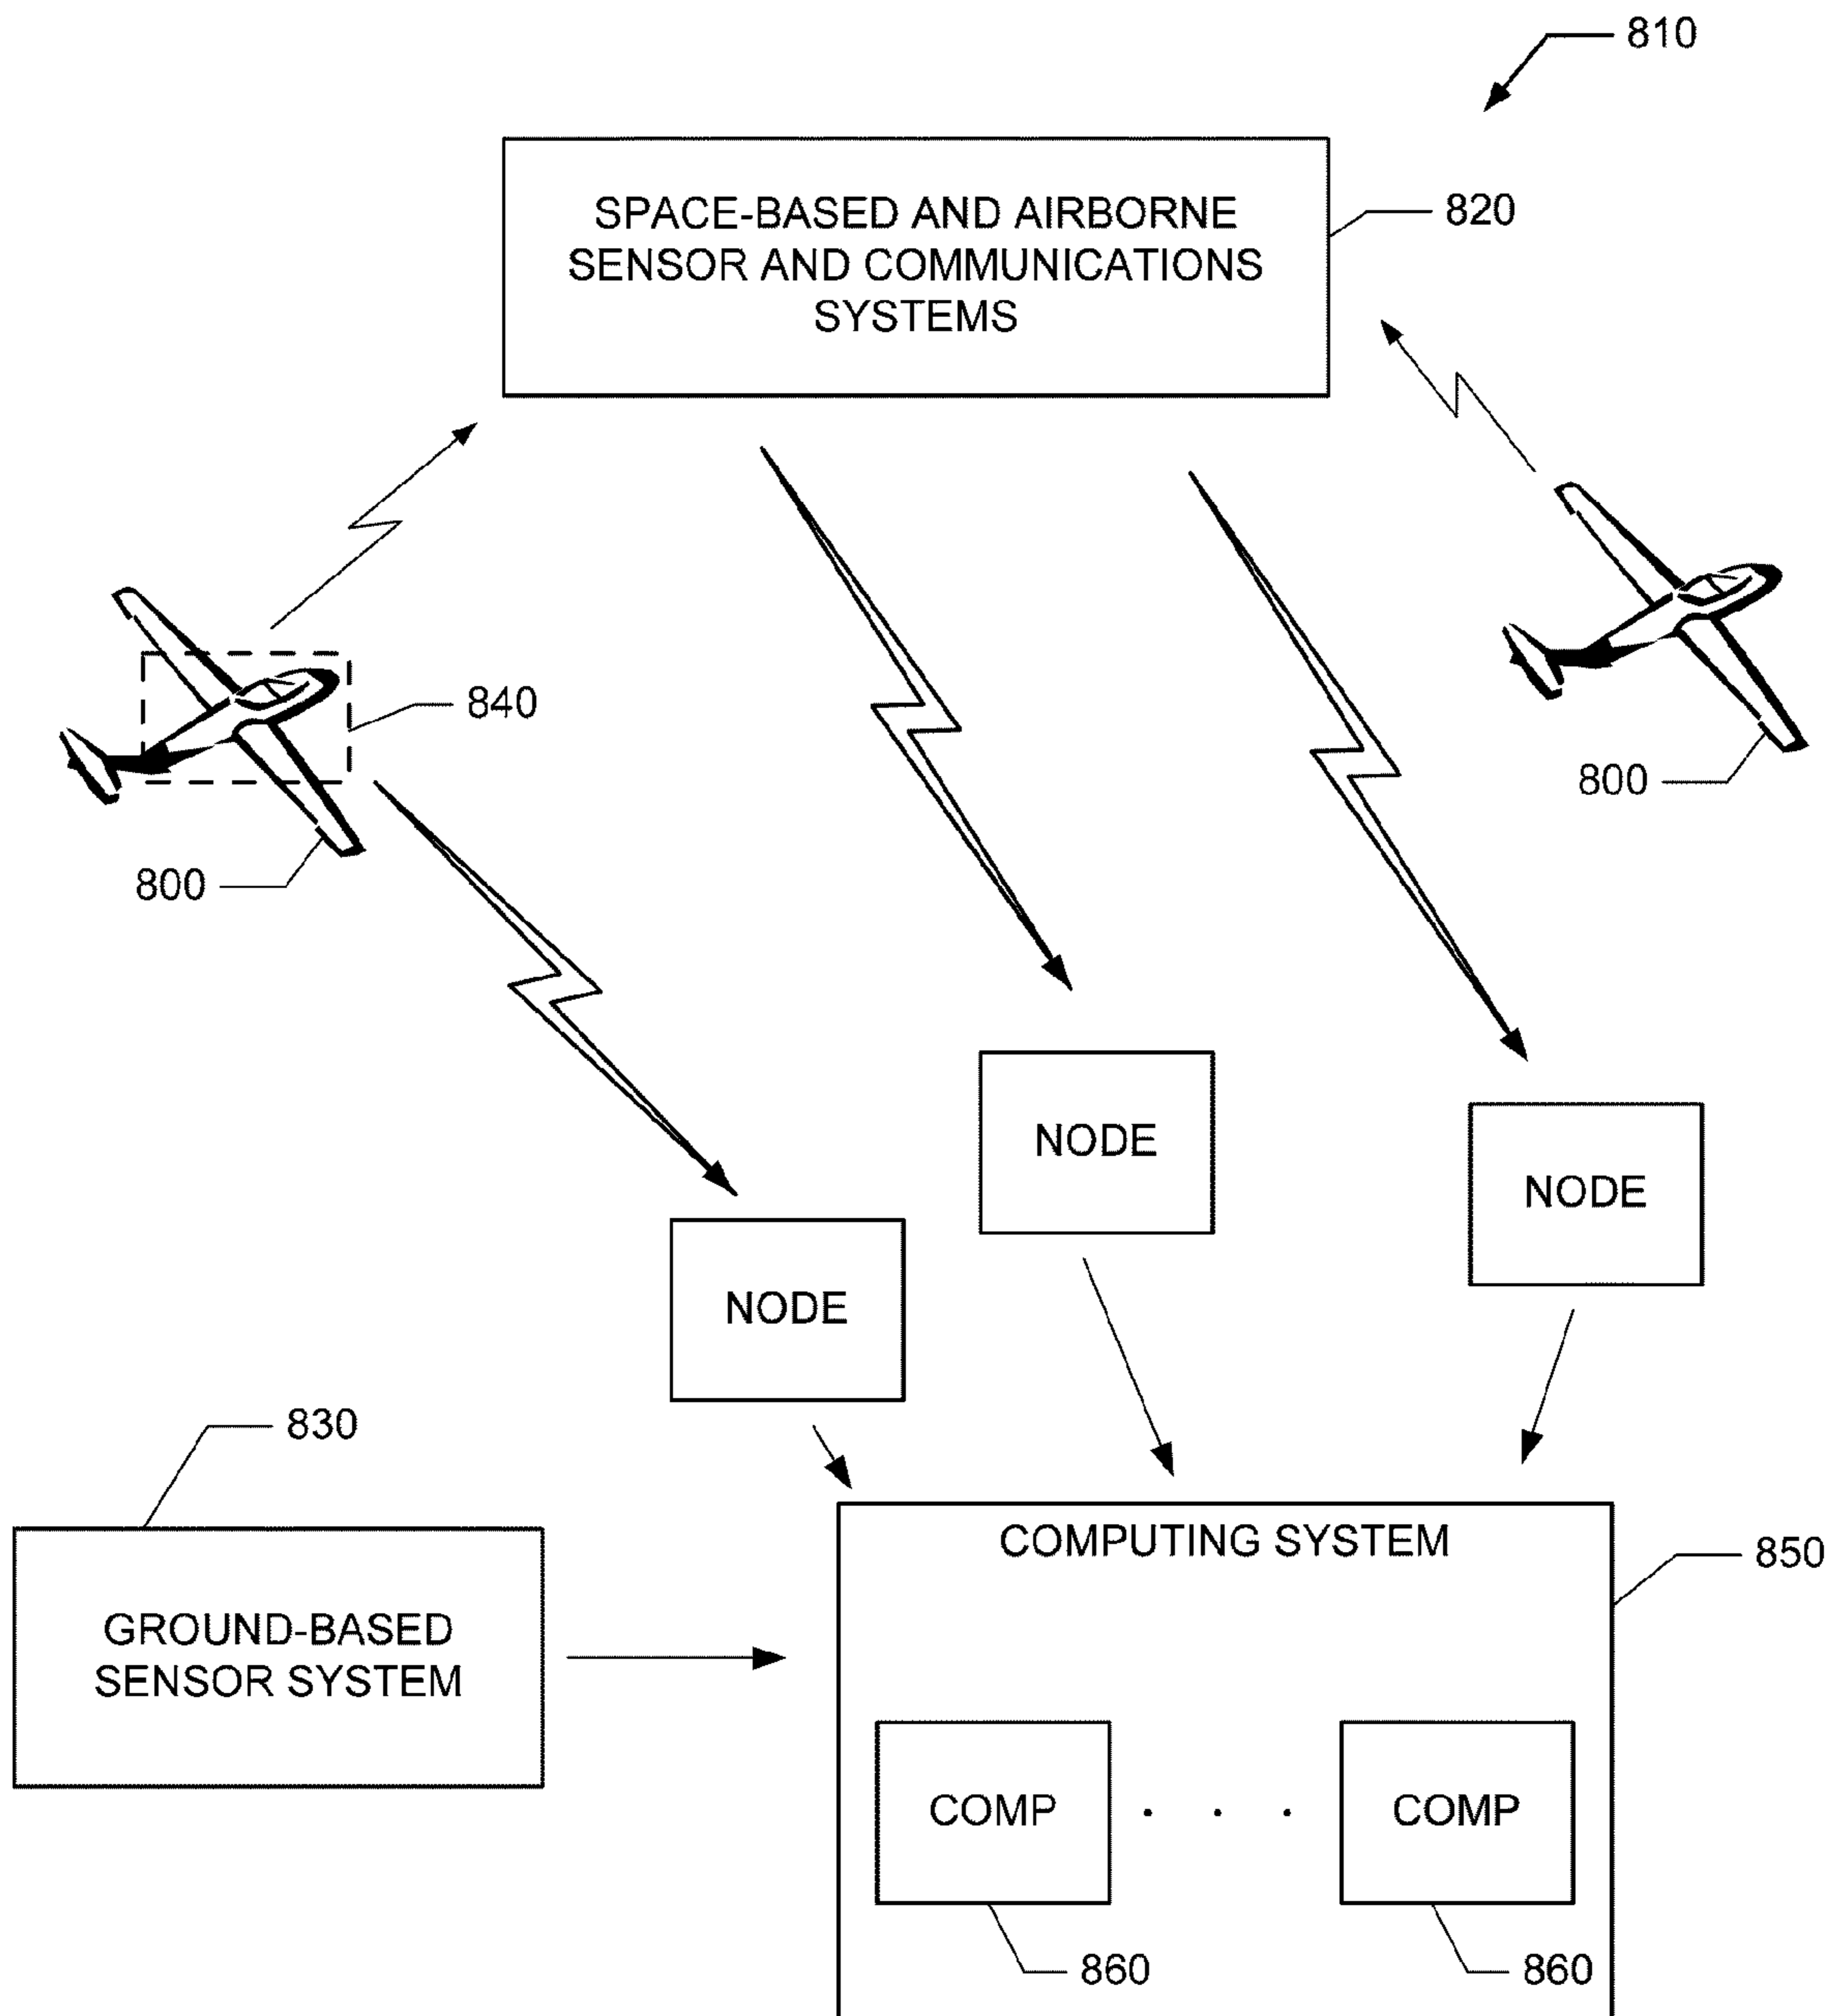 810
SPACE-BASED AND AIRBORNE
SENSOR AND COMMUNICATIONS
SYSTEMS
820
840
800
800
NODE
NODE
NODE
830
GROUND-BASED
SENSOR SYSTEM
COMPUTING SYSTEM
850
COMP
. . .
COMP
860
860